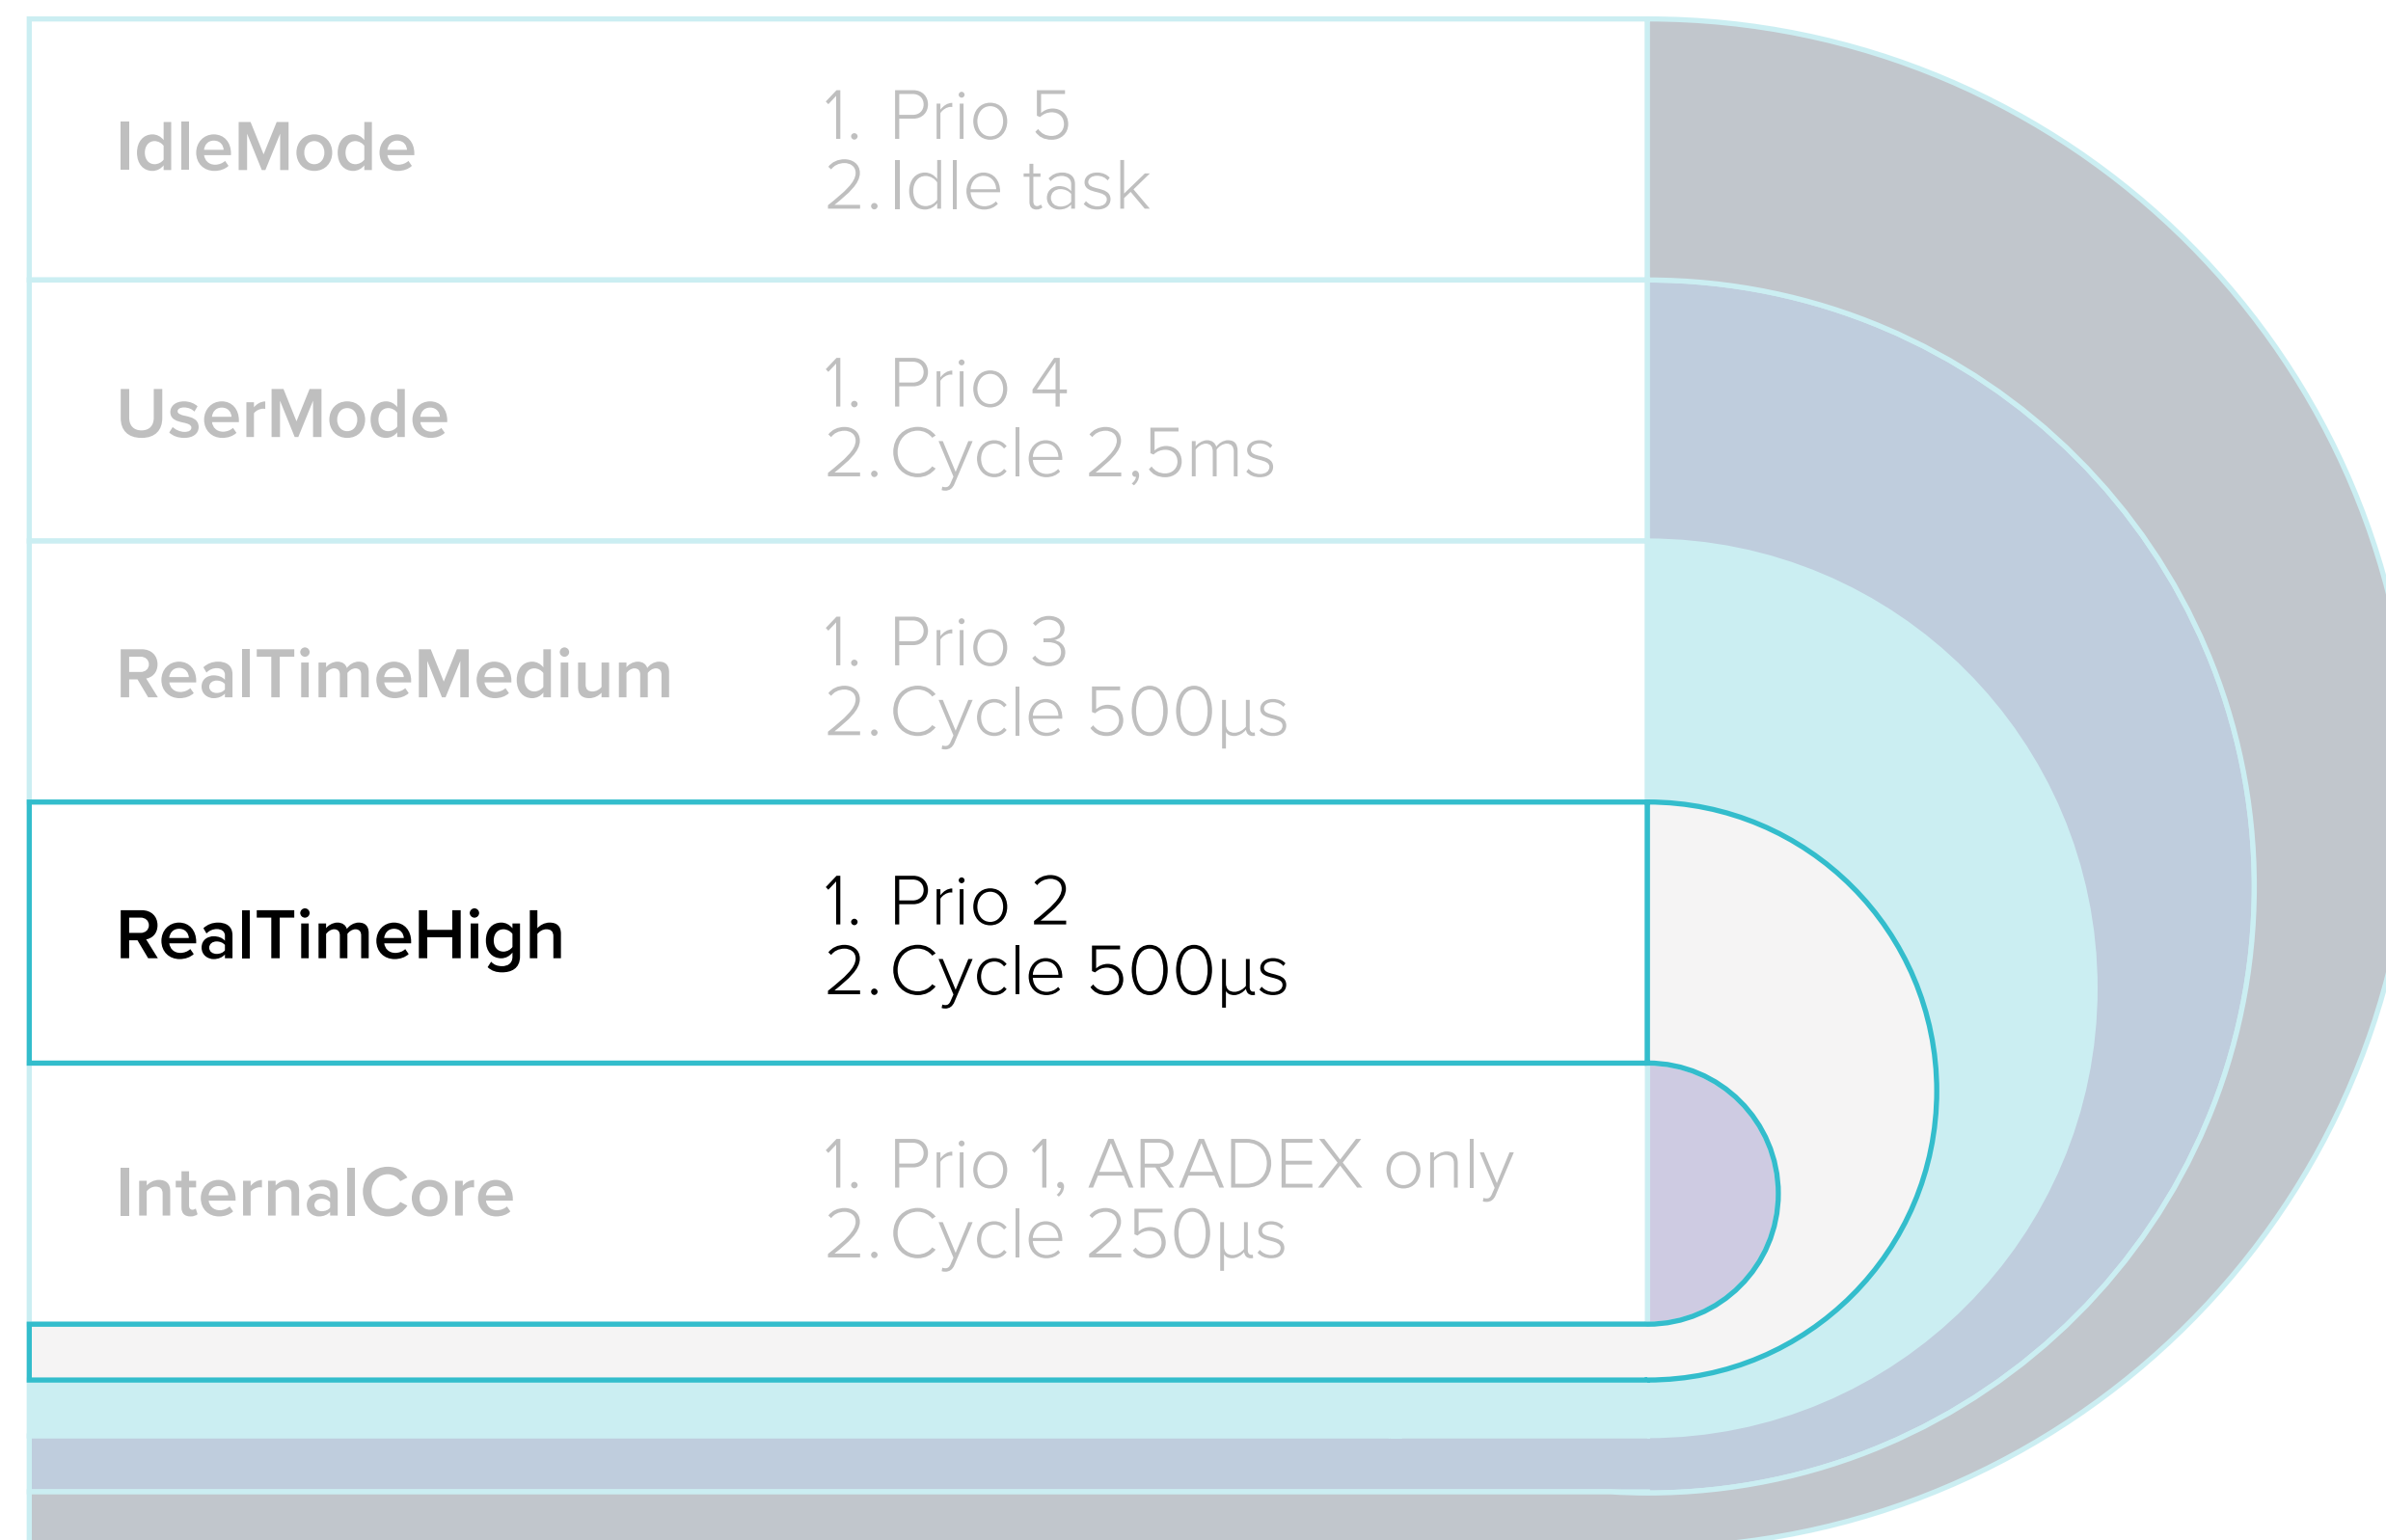 IdleMode
1. Prio 5
2. Idle task
UserMode
1. Prio 4
2. Cycle 2,5ms
RealTimeMedium
1. Prio 3
2. Cycle 500µs
RealTimeHigh
1. Prio 2
2. Cycle 500µs
InternalCore
1. Prio 1, ARADEX only
2. Cycle 250µs